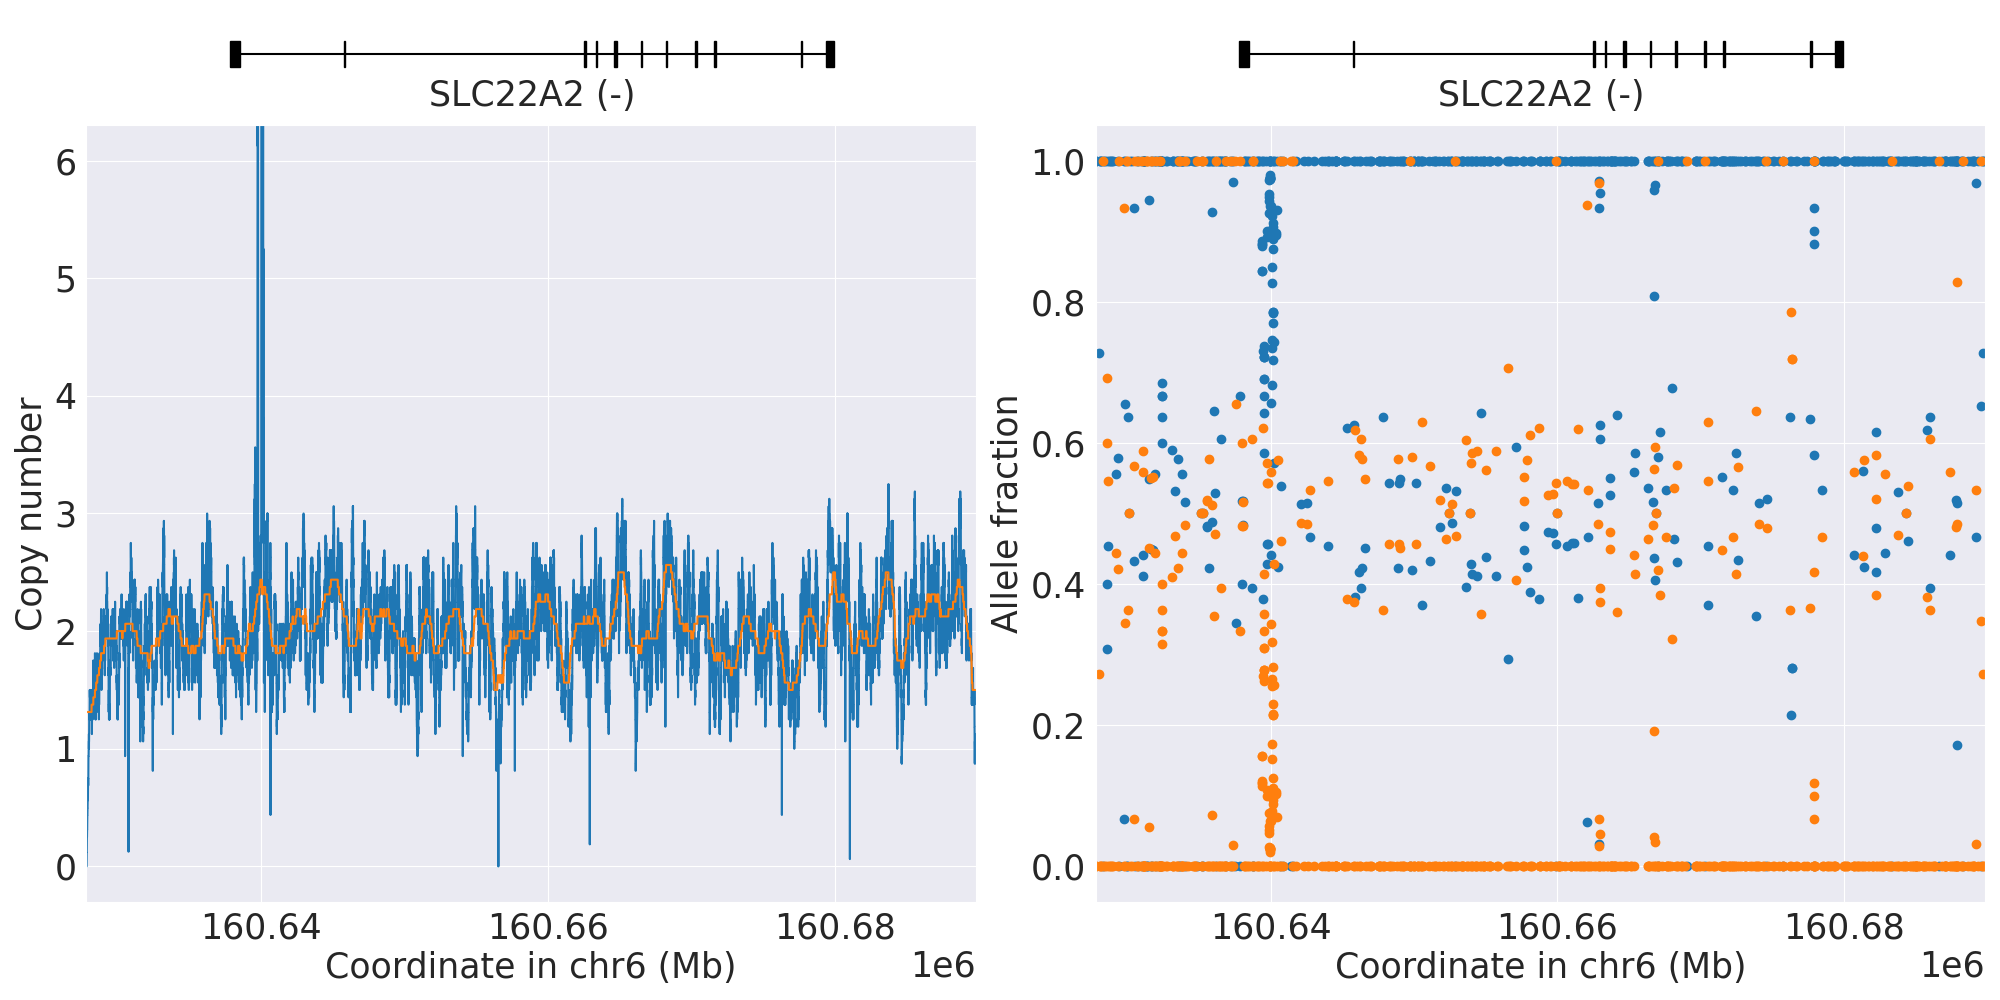 SLC22A2 (-)
6
5
4
3
2
1
0
Copy number
160.64 160.66 160.68
Coordinate in chr6 (Mb) 1e6
SLC22A2 (-)
1.0
0.8
0.6
0.4
0.2
0.0
Allele fraction
160.64 160.66 160.68
Coordinate in chr6 (Mb) 1e6